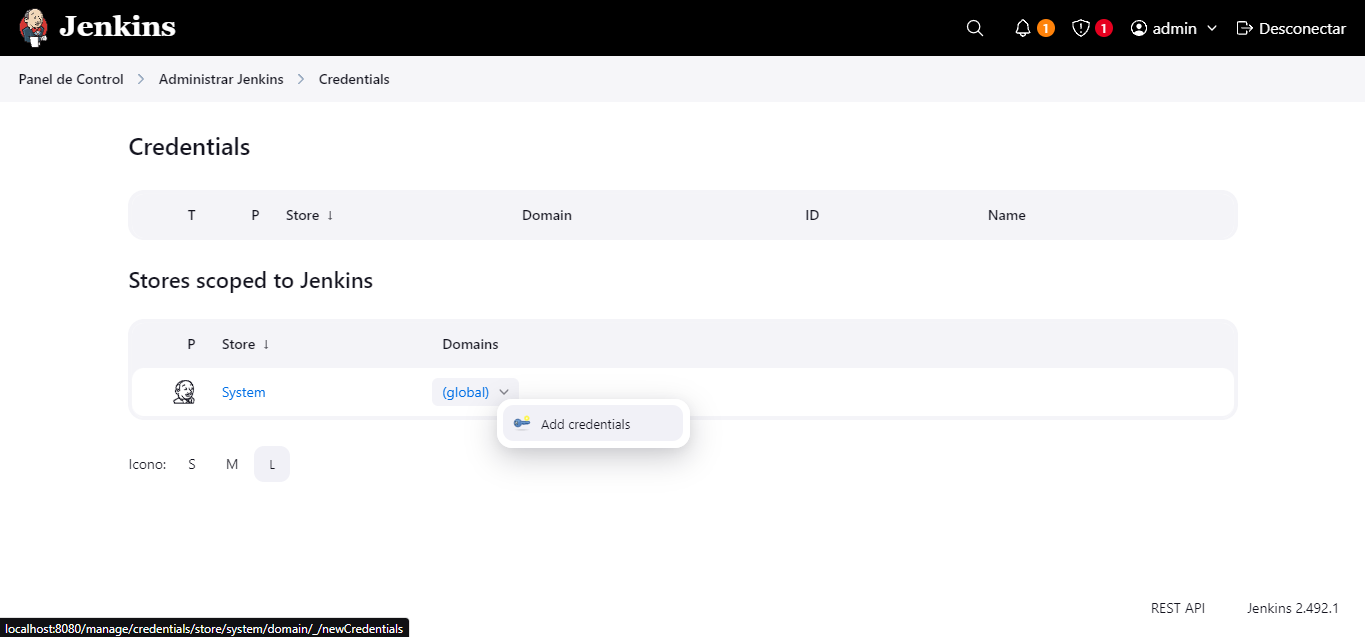 Jenkins
1
1
admin
Desconectar
Panel de Control
Administrar Jenkins
Credentials
Credentials
T P Store ↓ Domain ID Name
Stores scoped to Jenkins
P Store ↓ Domains
System (global)
Add credentials
Icono: S M L
REST API Jenkins 2.492.1
localhost:8080/manage/credentials/store/system/domain/_/newCredentials